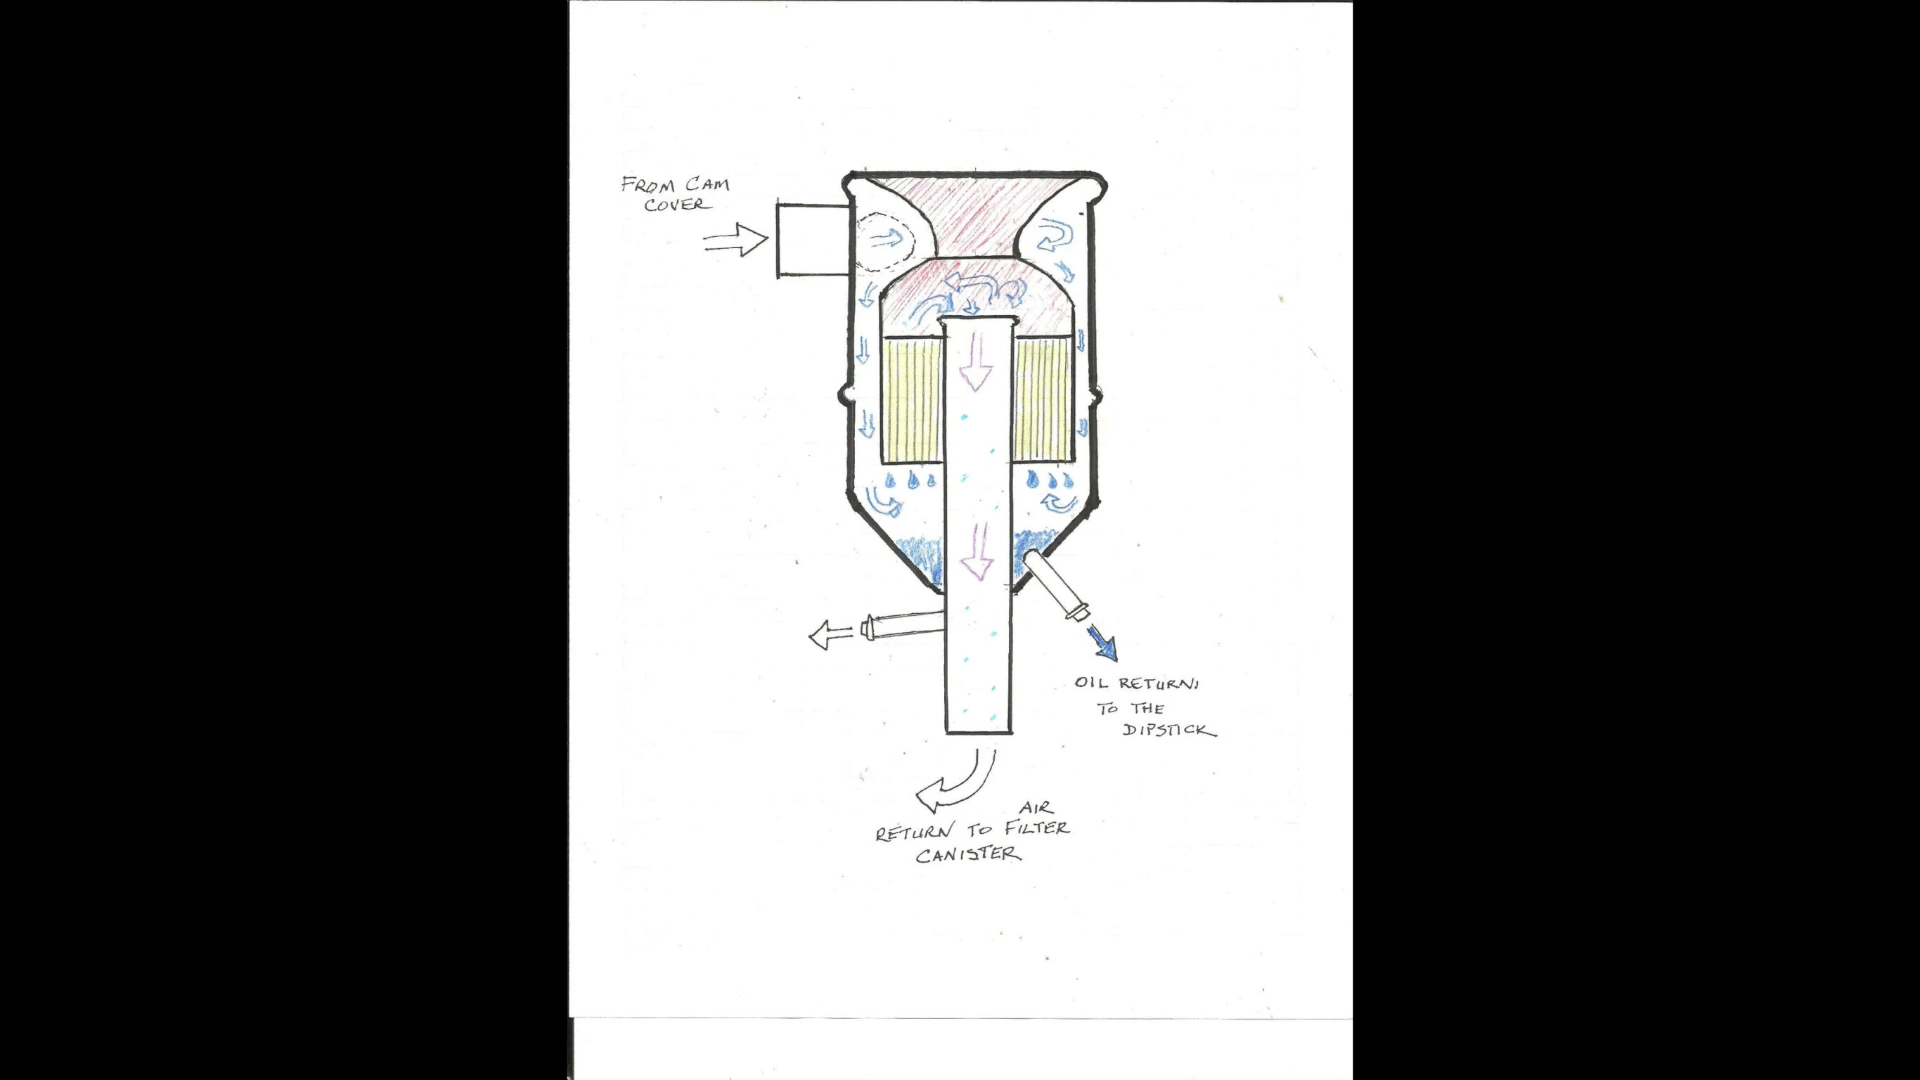 FROM CAM
COVER
OIL RETURN
TO THE
DIPSTICK
AIR
RETURN TO FILTER
CANISTER